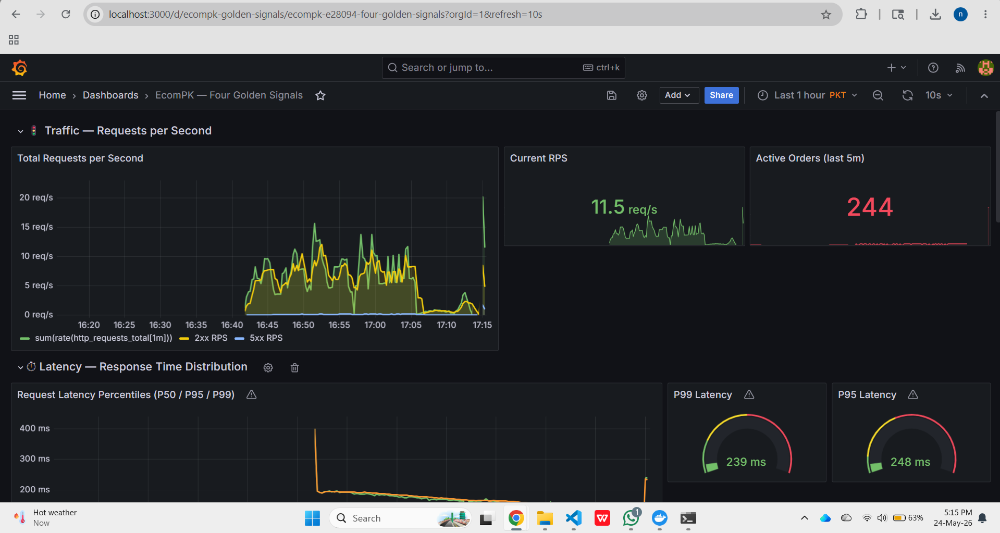 localhost:3000/d/ecompk-golden-signals/ecompk-e28094-four-golden-signals?orgId=1&refresh=10s
n
Search or jump to...
ctrl+k
Home › Dashboards › EcomPK — Four Golden Signals
Add
Share
Last 1 hour PKT
10s
Traffic — Requests per Second
Total Requests per Second
20 req/s
15 req/s
10 req/s
5 req/s
0 req/s
16:20 16:25 16:30 16:35 16:40 16:45 16:50 16:55 17:00 17:05 17:10 17:15
sum(rate(http_requests_total[1m])) 2xx RPS 5xx RPS
Current RPS
11.5 req/s
Active Orders (last 5m)
244
Latency — Response Time Distribution
Request Latency Percentiles (P50 / P95 / P99)
400 ms
300 ms
200 ms
P99 Latency
239 ms
P95 Latency
248 ms
Hot weather
Now
Search
W
1
63%
5:15 PM
24-May-26